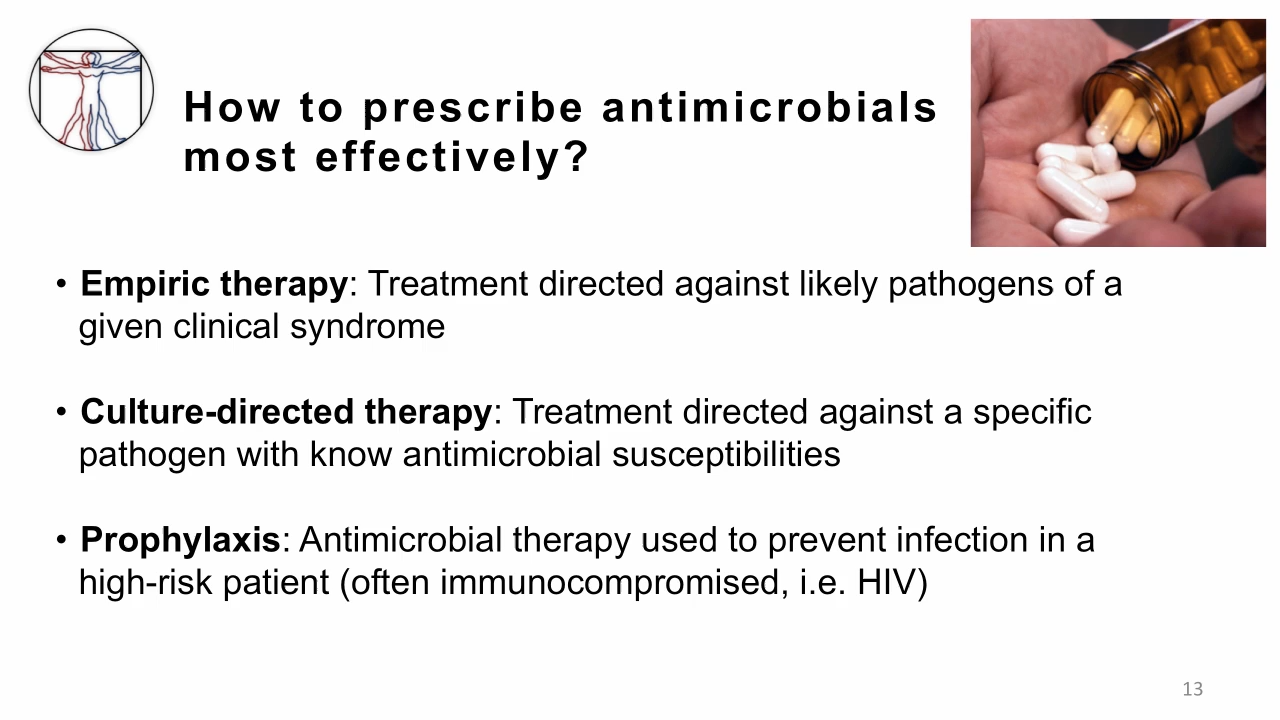 How to prescribe antimicrobials
most effectively?
• Empiric therapy: Treatment directed against likely pathogens of a
given clinical syndrome
• Culture-directed therapy: Treatment directed against a specific
pathogen with know antimicrobial susceptibilities
• Prophylaxis: Antimicrobial therapy used to prevent infection in a
high-risk patient (often immunocompromised, i.e. HIV)
13